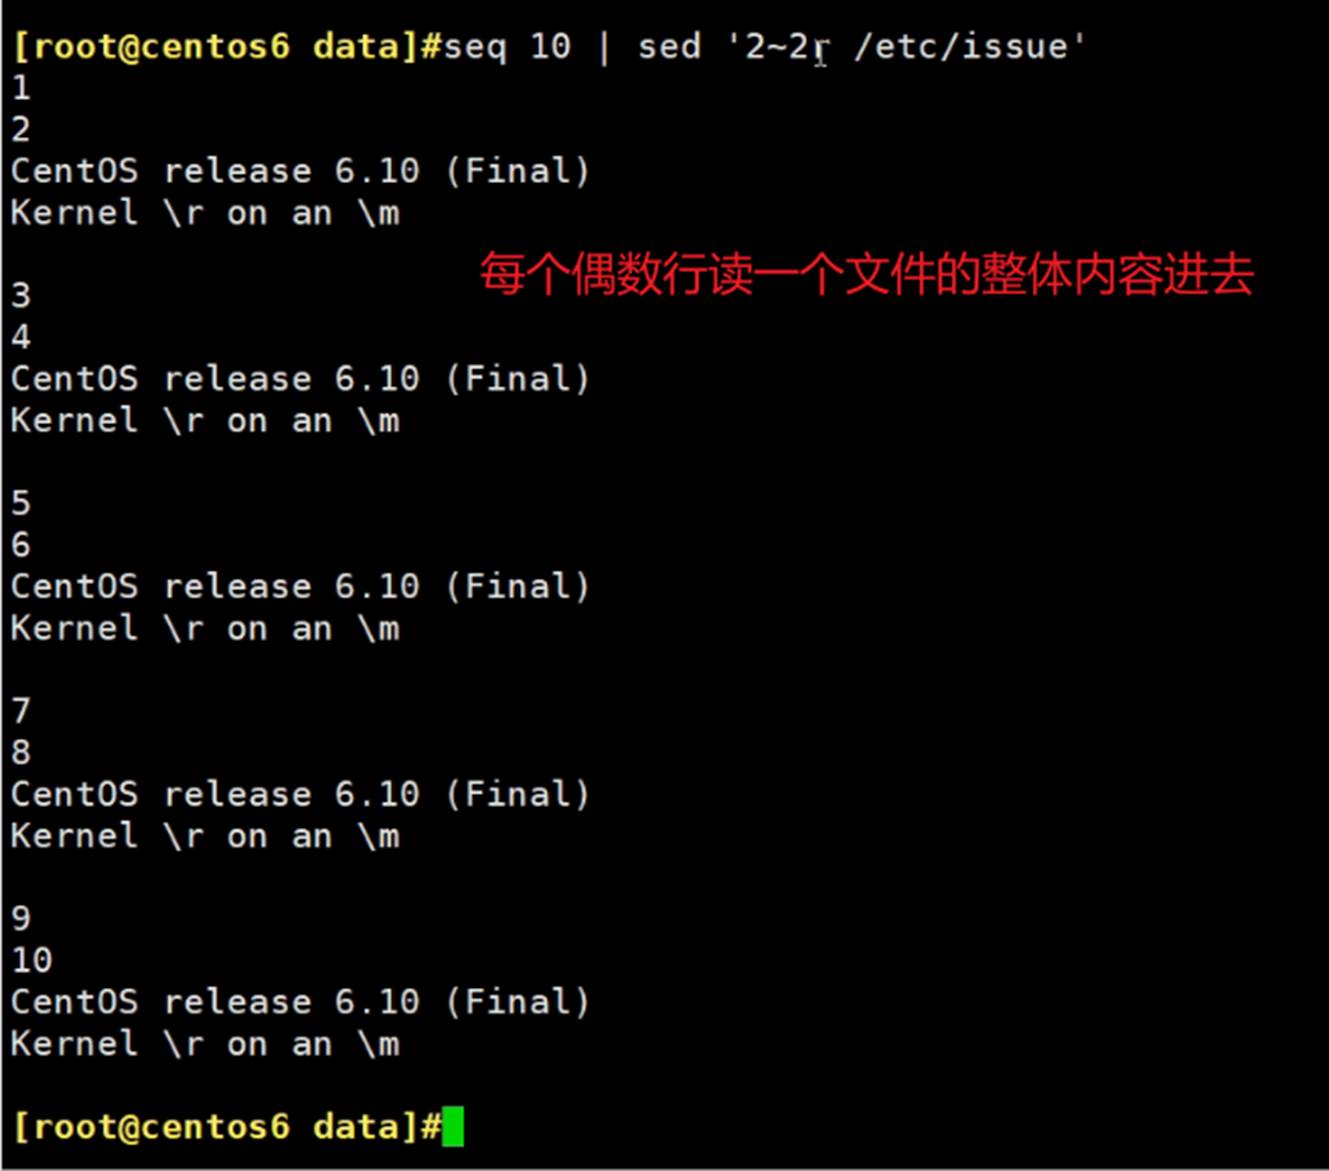 [root@centos6 data]#seq 10 | sed '2~2r /etc/issue'
1
2
CentOS release 6.10 (Final)
Kernel \r on an \m
每个偶数行读一个文件的整体内容进去
3
4
CentOS release 6.10 (Final)
Kernel \r on an \m
5
6
CentOS release 6.10 (Final)
Kernel \r on an \m
7
8
CentOS release 6.10 (Final)
Kernel \r on an \m
9
10
CentOS release 6.10 (Final)
Kernel \r on an \m
[root@centos6 data]#